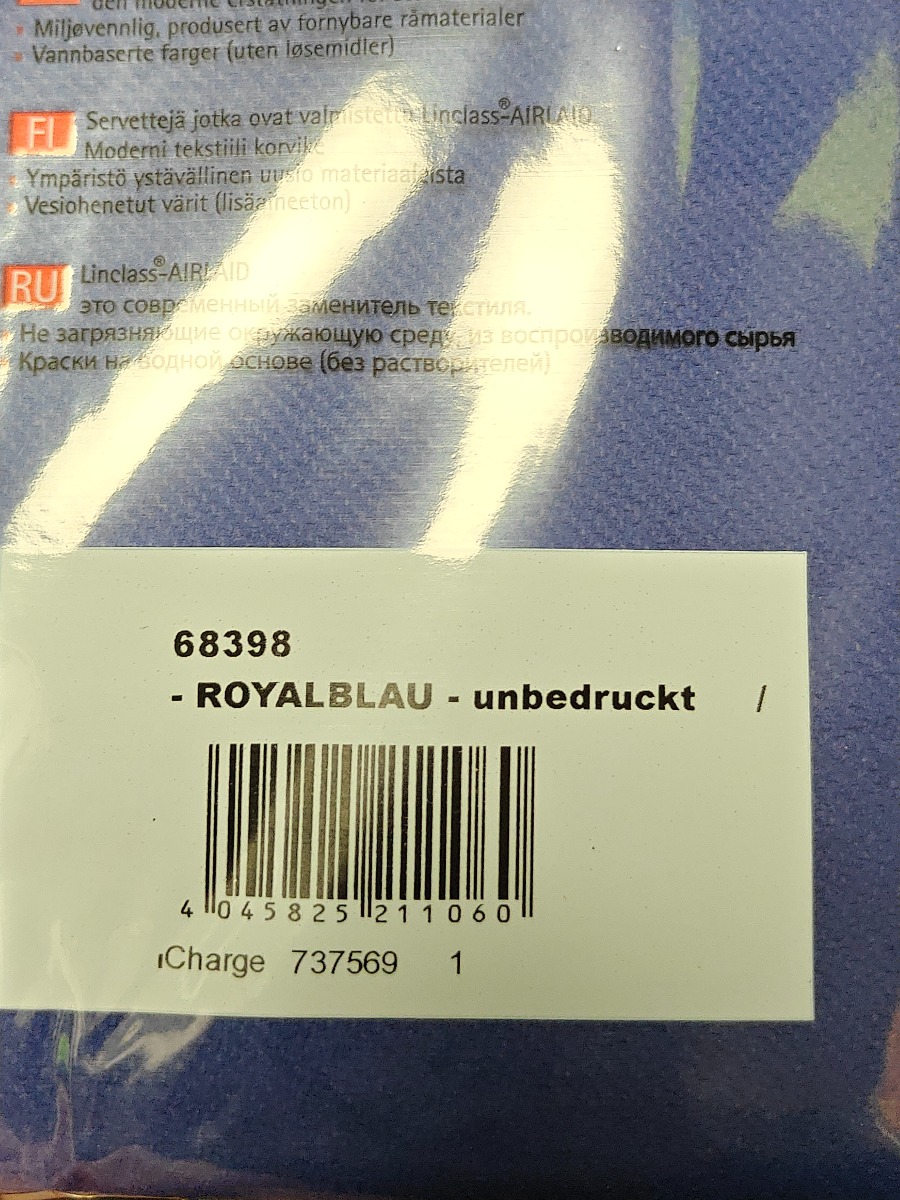 den moderne
Miljøvennlig, produsert av fornybare råmaterialer
Vannbaserte farger (uten løsemidler)
FI
Servettejä jotka ovat valmistettu Linclass®-AIRLAID
Moderni tekstiili korvike
Ympäristö ystävällinen uusio materiaaleista
Vesiohenetut värit (lisäaineeton)
RU
Linclass®-AIRLAID
это современный заменитель текстиля.
Не загрязняющие окружающую среду, из воспроизводимого сырья
Краски на водной основе (без растворителей)
68398
- ROYALBLAU - unbedruckt /
4 045825 211060
Charge 737569 1